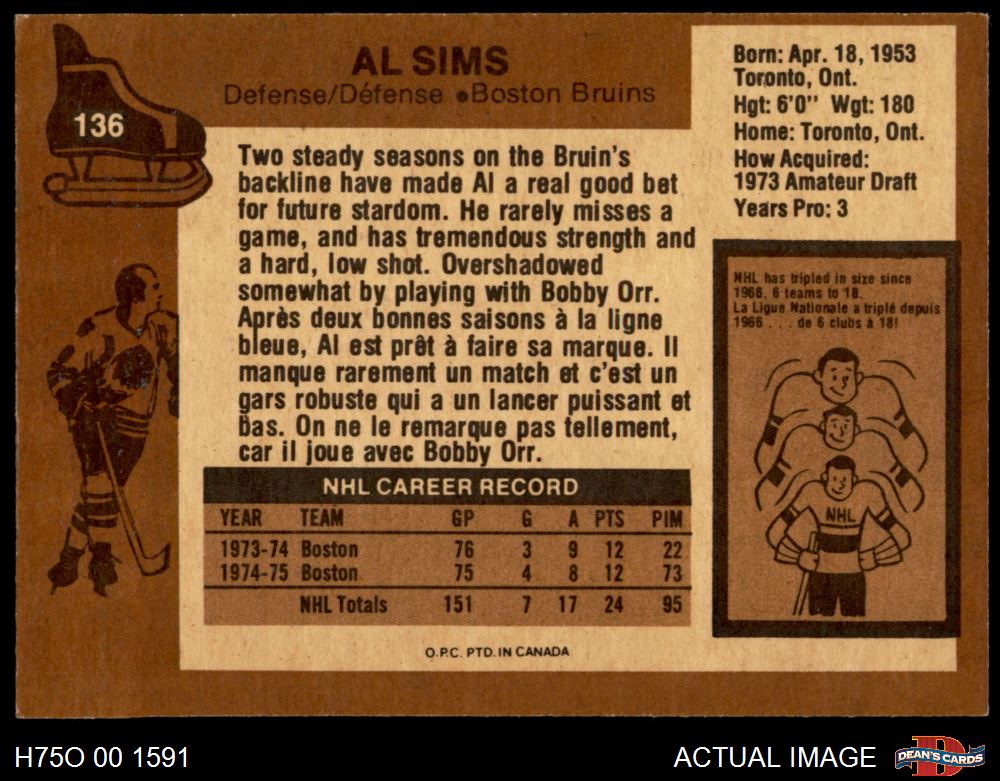 136
AL SIMS
Defense/Défense •Boston Bruins
Two steady seasons on the Bruin's
backline have made Al a real good bet
for future stardom. He rarely misses a
game, and has tremendous strength and
a hard, low shot. Overshadowed
somewhat by playing with Bobby Orr.
Après deux bonnes saisons à la ligne
bleue, Al est prêt à faire sa marque. Il
manque rarement un match et c'est un
gars robuste qui a un lancer puissant et
bas. On ne le remarque pas tellement,
car il joue avec Bobby Orr.
NHL CAREER RECORD
YEAR TEAM GP G A PTS PIM
1973-74 Boston 76 3 9 12 22
1974-75 Boston 75 4 8 12 73
NHL Totals 151 7 17 24 95
O.P.C. PTD. IN CANADA
Born: Apr. 18, 1953
Toronto, Ont.
Hgt: 6'0" Wgt: 180
Home: Toronto, Ont.
How Acquired:
1973 Amateur Draft
Years Pro: 3
NHL has tripled in size since
1966. 6 teams to 18.
La Ligue Nationale a triplé depuis
1966 . . . de 6 clubs à 18!
NHL
H75O 00 1591
ACTUAL IMAGE
D
DEAN'S CARDS